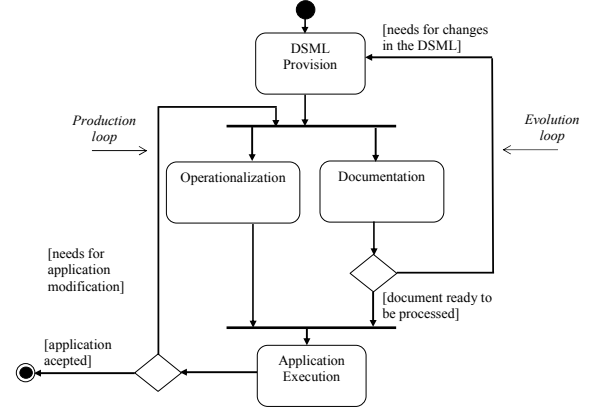 [needs for changes
in the DSML]
DSML
Provision
Production
loop
Evolution
loop
Operationalization
Documentation
[needs for
application
modification]
[document ready to
be processed]
[application
acepted]
Application
Execution